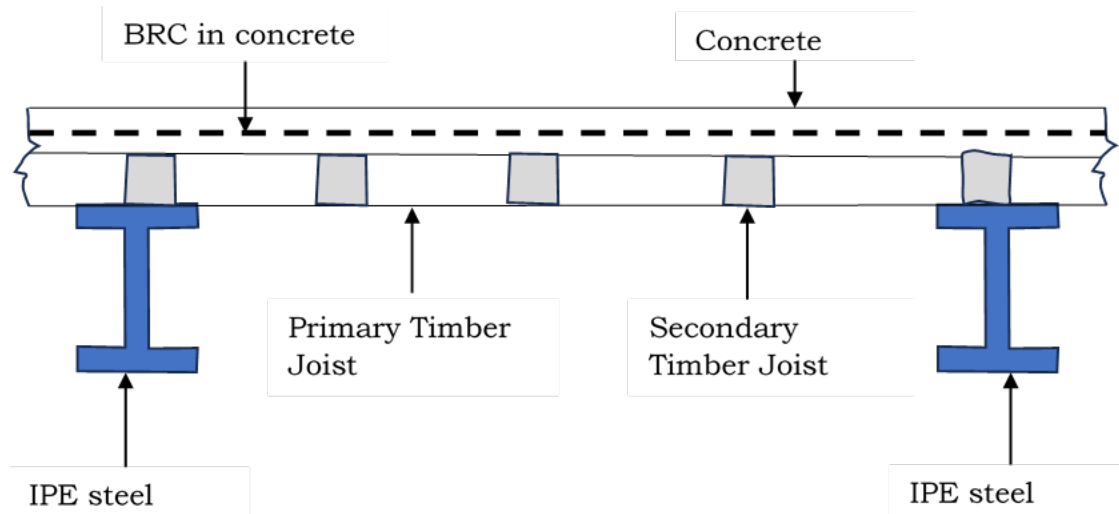 BRC in concrete
Concrete
Primary Timber
Joist
Secondary
Timber Joist
IPE steel
IPE steel